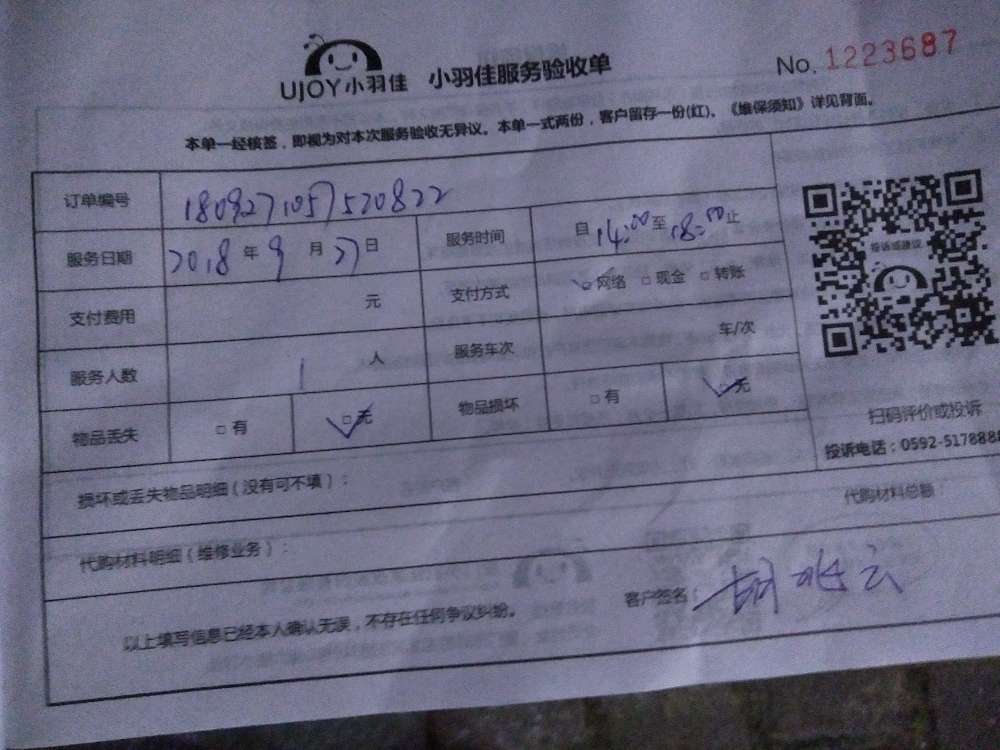 UJOY小羽佳 小羽佳服务验收单 No. 1223687
本单一经核签，即视为对本次服务验收无异议。本单一式两份，客户留存一份(红)。《维保须知》详见背面。
订单编号 180927105757520822
服务日期 2018 年 9 月 27 日 服务时间 自 14:00 至 18:00 止
支付费用 元 支付方式 □ 网络 □ 现金 □ 转账
服务人数 1 人 服务车次 车/次
物品丢失 □ 有 □ 无 物品损坏 □ 有 □ 无
投诉或建议
扫码评价或投诉
投诉电话：0592-5178888
损坏或丢失物品明细（没有可不填）：
代购材料明细（维修业务）： 代购材料总额：
以上填写信息已经本人确认无误，不存在任何争议纠纷。 客户签名：胡兆云